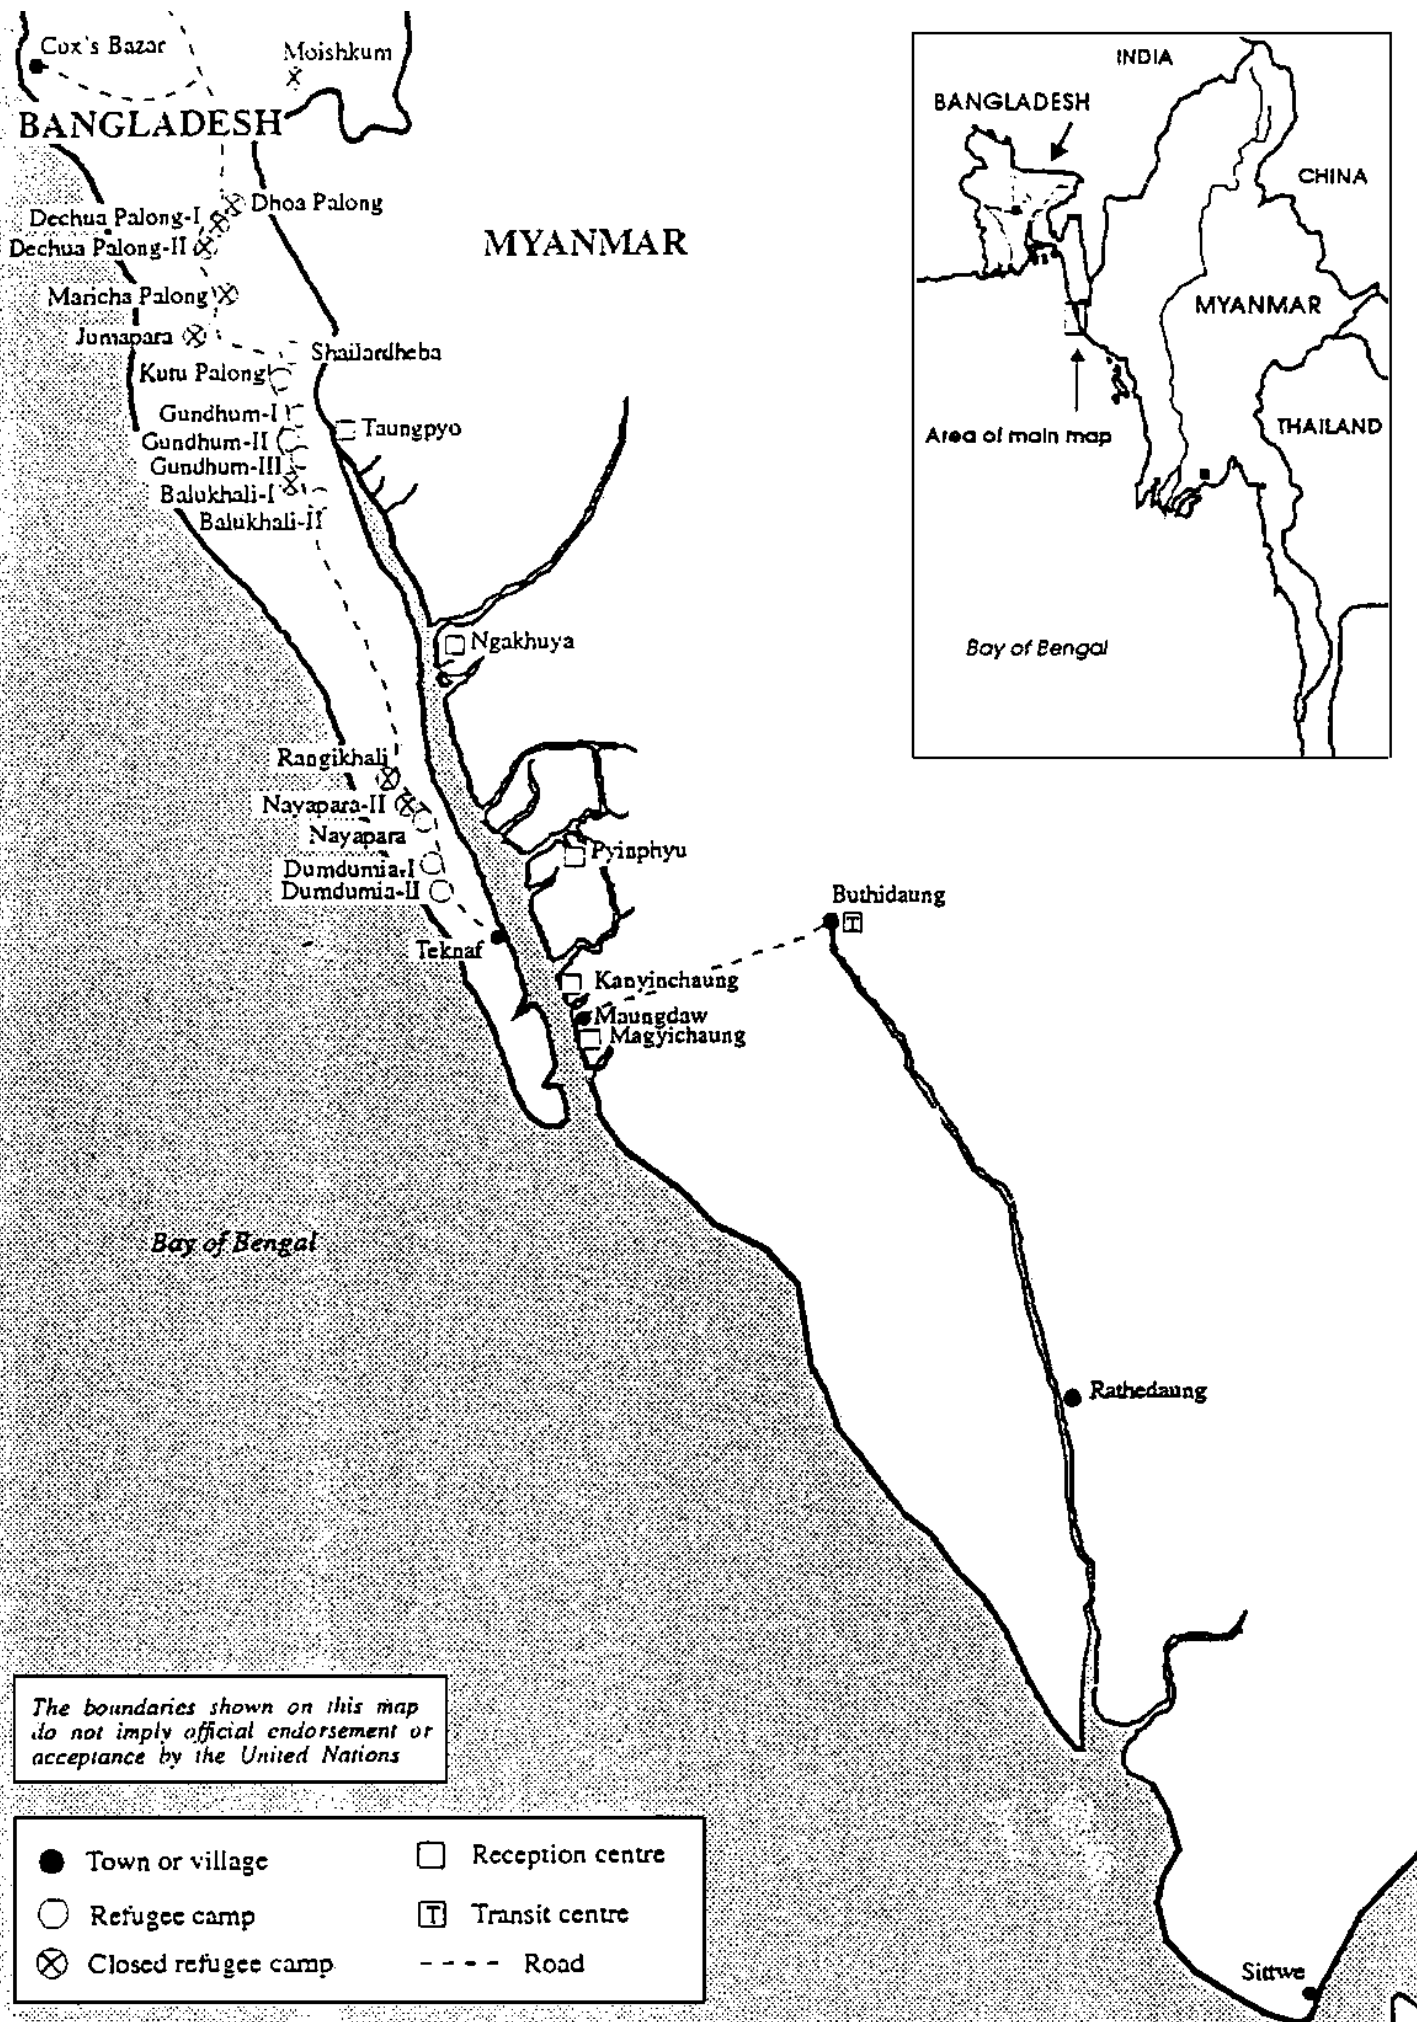 Cox's Bazar
Moishkum
BANGLADESH
Dhoa Palong
Dechua Palong-I
Dechua Palong-II
MYANMAR
Maricha Palong
Jumapara
Shailardheba
Kutu Palong
Gundhum-I
Taungpyo
Gundhum-II
Gundhum-III
Balukhali-I
Balukhali-II
Ngakhuya
Rangikhali
Nayapara-II
Nayapara
Pyinphyu
Dumdumia-I
Dumdumia-II
Buthidaung
T
Teknaf
Kanyinchaung
Maungdaw
Magyichaung
Bay of Bengal
Rathedaung
Sittwe
INDIA
BANGLADESH
CHINA
MYANMAR
THAILAND
Area of main map
Bay of Bengal
The boundaries shown on this map
do not imply official endorsement or
acceptance by the United Nations
Town or village
Reception centre
Refugee camp
T Transit centre
Closed refugee camp
Road